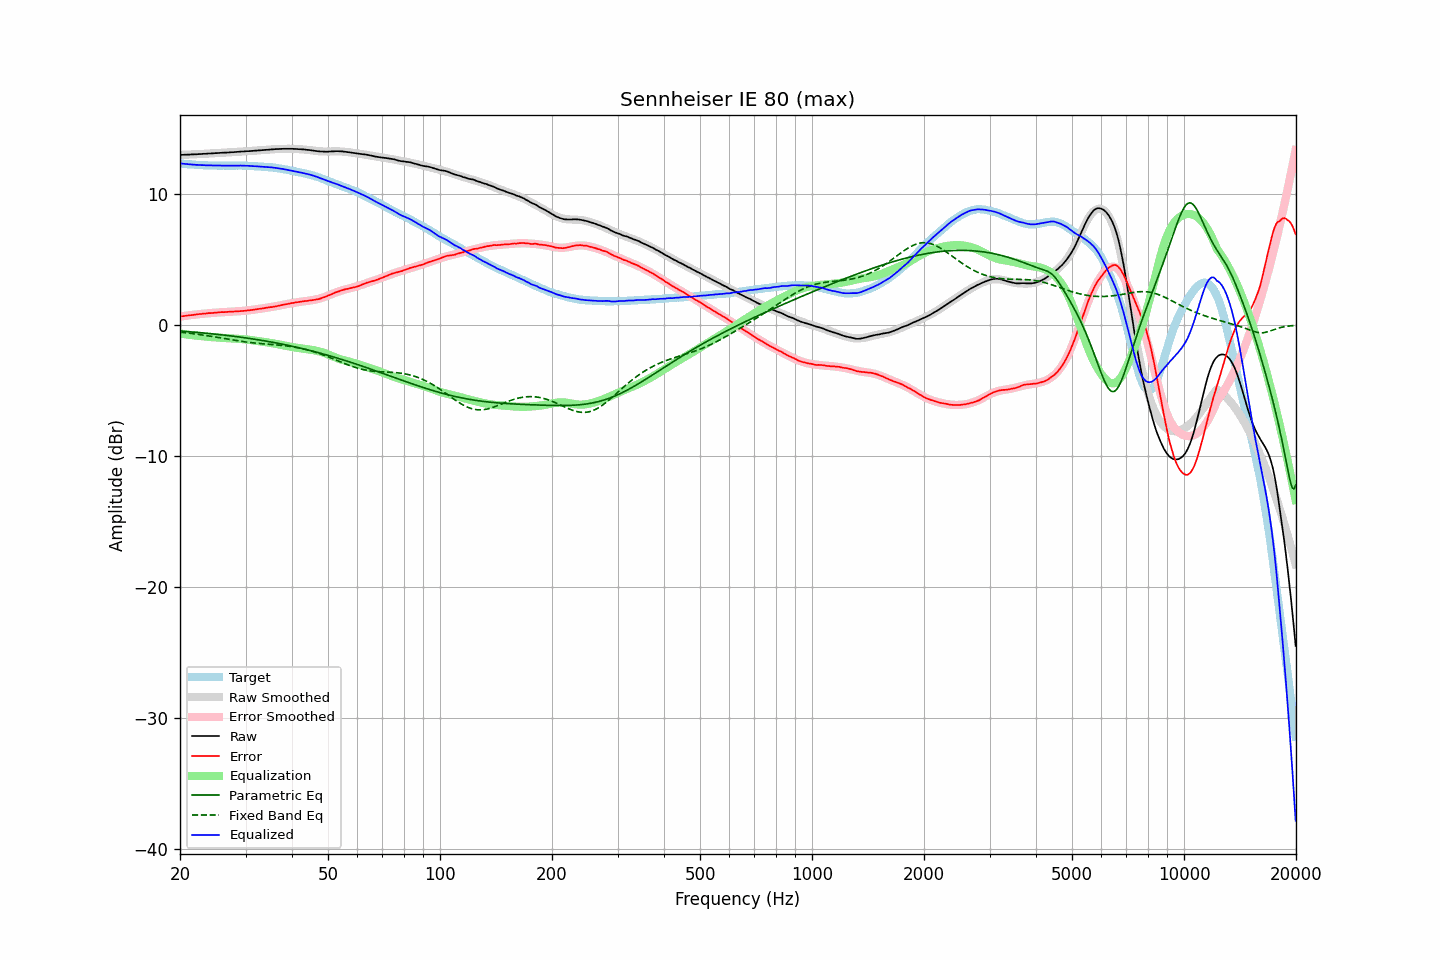 Sennheiser IE 80 (max)
Amplitude (dBr)
10
0
−10
−20
−30
−40
Target
Raw Smoothed
Error Smoothed
Raw
Error
Equalization
Parametric Eq
Fixed Band Eq
Equalized
20 50 100 200 500 1000 2000 5000 10000 20000
Frequency (Hz)